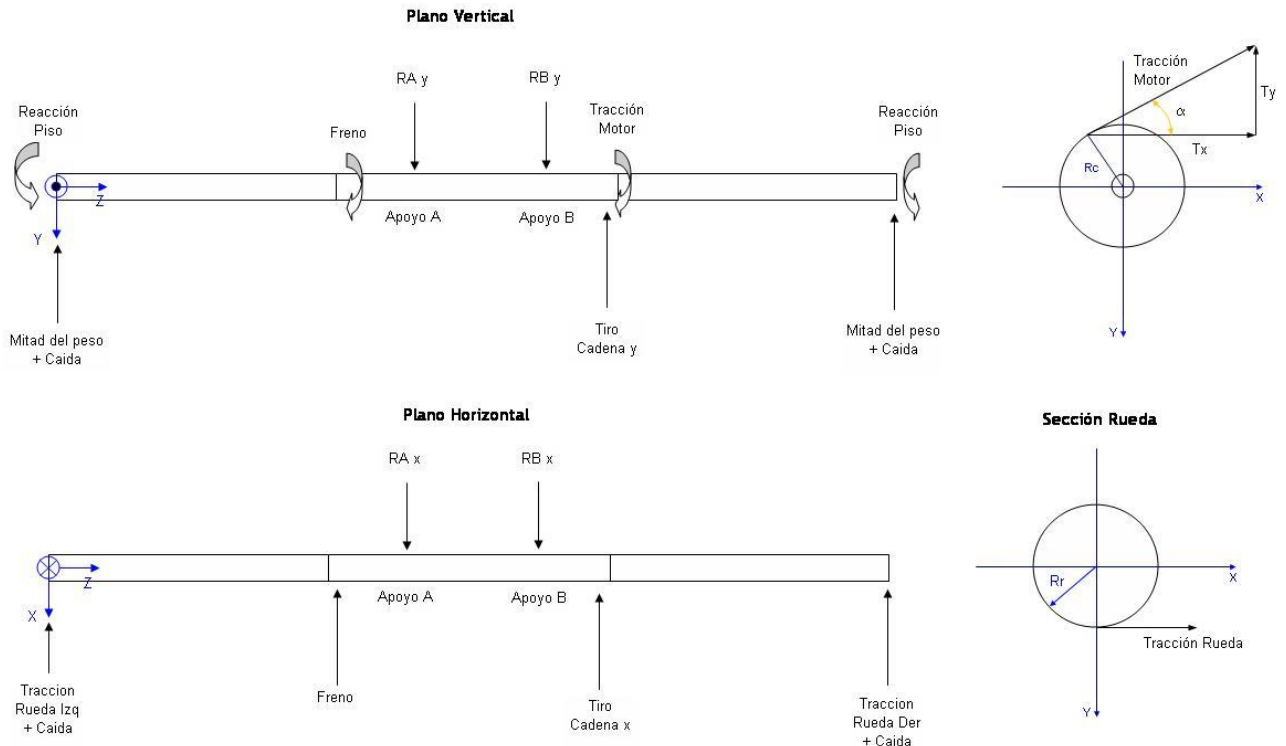 Plano Vertical
RA y
RB y
Reacción
Piso
Freno
Tracción
Motor
Reacción
Piso
Z
Apoyo A
Apoyo B
Y
Mitad del peso
+ Caida
Tiro
Cadena y
Mitad del peso
+ Caida
Tracción
Motor
Ty
α
Tx
Rc
X
Y
Plano Horizontal
RA x
RB x
Z
Apoyo A
Apoyo B
X
Traccion
Rueda Izq
+ Caida
Freno
Tiro
Cadena x
Traccion
Rueda Der
+ Caida
Sección Rueda
Rr
X
Tracción Rueda
Y